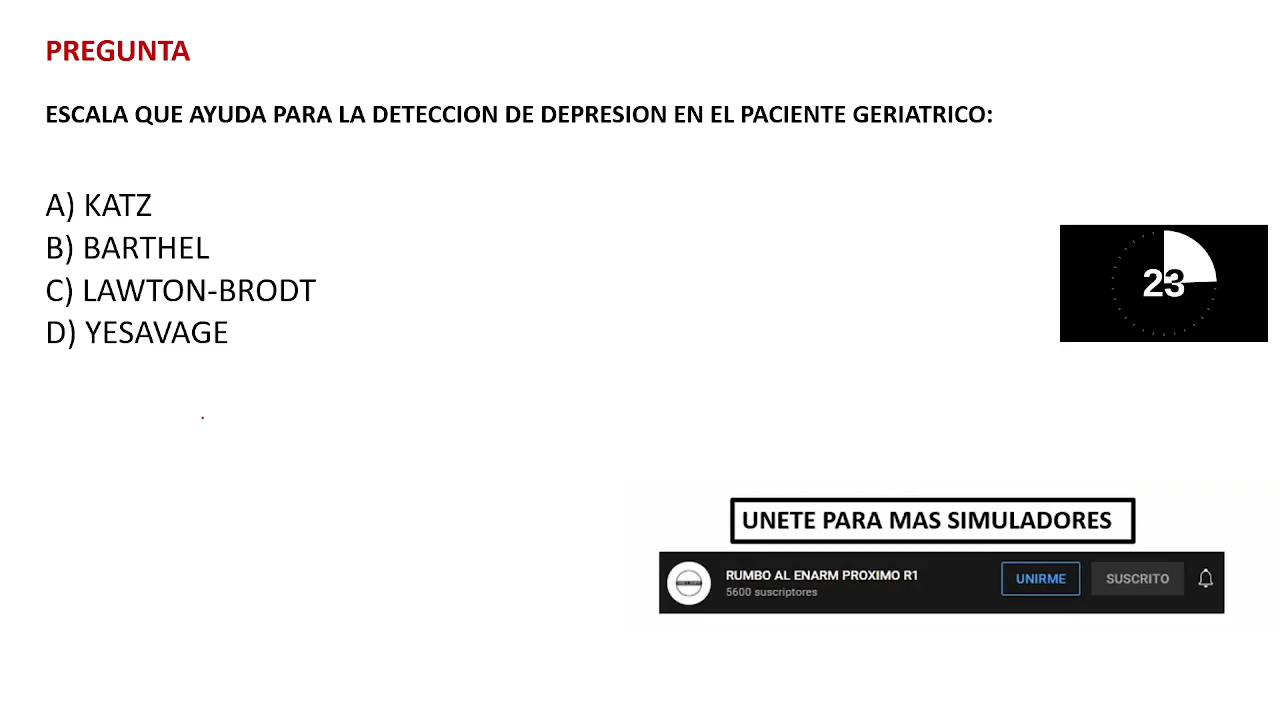 PREGUNTA
ESCALA QUE AYUDA PARA LA DETECCION DE DEPRESION EN EL PACIENTE GERIATRICO:
A) KATZ
B) BARTHEL
C) LAWTON-BRODT
D) YESAVAGE
23
UNETE PARA MAS SIMULADORES
RUMBO AL ENARM PROXIMO R1
5600 suscriptores
UNIRME
SUSCRITO